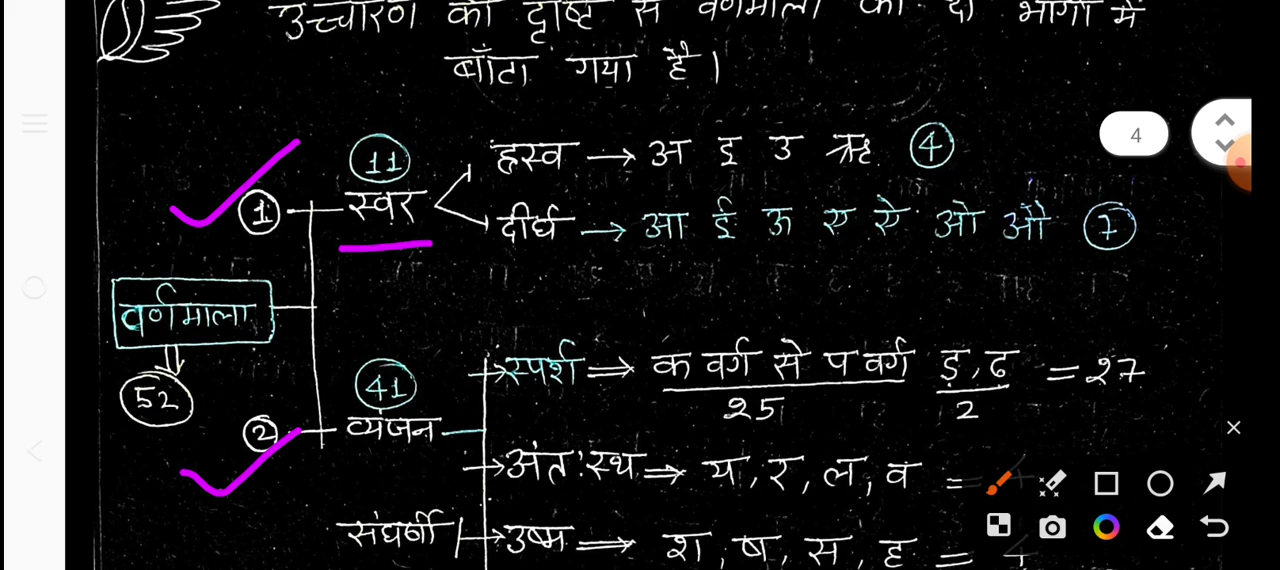 उच्चारण की दृष्टि से वर्णमाला को दो भागों में
बाँटा गया है।
4
11
ह्रस्व → अ इ उ ऋ 4
1 स्वर
दीर्घ → आ ई ऊ ए ऐ ओ औ 7
वर्णमाला
52
41
स्पर्श ⇒ क वर्ग से प वर्ग ड़, ढ़ = 27
25 2
2 व्यंजन
→ अंतःस्थ ⇒ य, र, ल, व =
संघर्षी → उष्म ⇒ श, ष, स, ह =